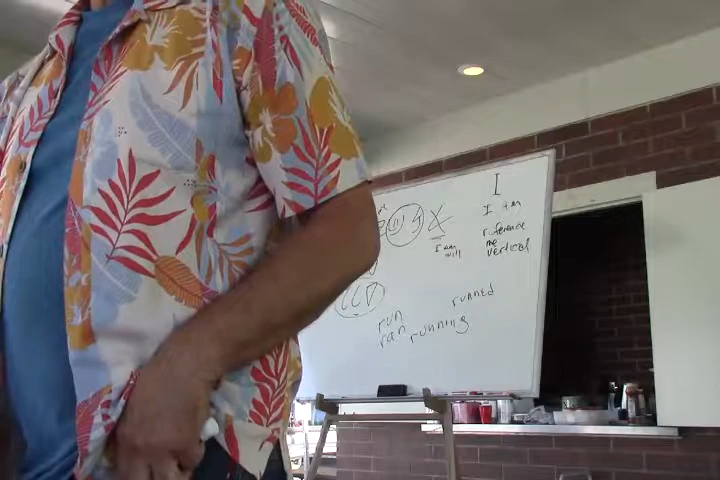 I
I am
I am
will
reference
me
vertical
runned
run
ran running